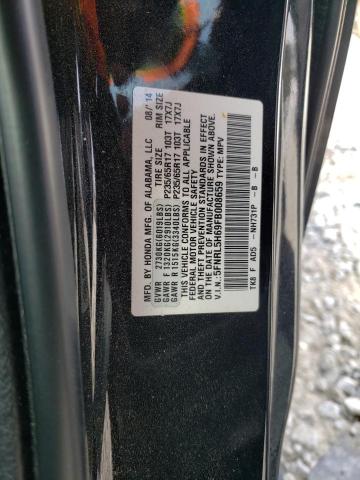 MFG. BY HONDA MFG. OF ALABAMA, LLC 08/14
TIRE SIZE RIM SIZE
GVWR 2730KG(6019LBS)
GAWR F 1320KG(2910LBS) P235/65R17 103T 17X7J
GAWR R 1515KG(3340LBS) P235/65R17 103T 17X7J
THIS VEHICLE CONFORMS TO ALL APPLICABLE
FEDERAL MOTOR VEHICLE SAFETY
AND THEFT PREVENTION STANDARDS IN EFFECT
ON THE DATE OF MANUFACTURE SHOWN ABOVE.
V.I.N.: 5FNRL5H69FB008659 TYPE: MPV
TK8 F AD5 NH731P B B